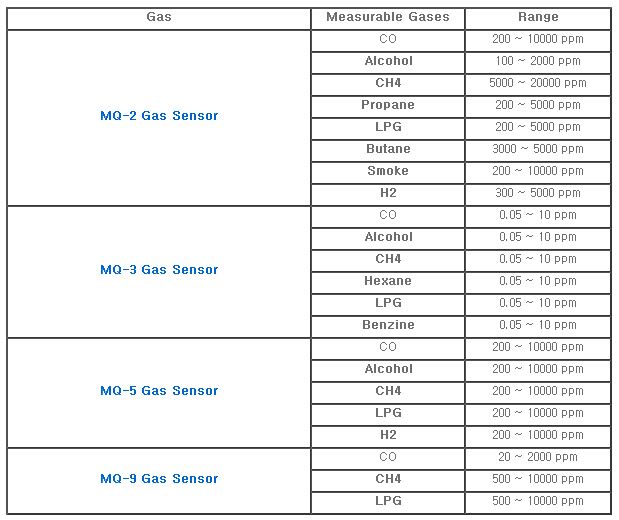 Gas Measurable Gases Range
MQ-2 Gas Sensor
CO 200 ~ 10000 ppm
Alcohol 100 ~ 2000 ppm
CH4 5000 ~ 20000 ppm
Propane 200 ~ 5000 ppm
LPG 200 ~ 5000 ppm
Butane 3000 ~ 5000 ppm
Smoke 200 ~ 10000 ppm
H2 300 ~ 5000 ppm
MQ-3 Gas Sensor
CO 0.05 ~ 10 ppm
Alcohol 0.05 ~ 10 ppm
CH4 0.05 ~ 10 ppm
Hexane 0.05 ~ 10 ppm
LPG 0.05 ~ 10 ppm
Benzine 0.05 ~ 10 ppm
MQ-5 Gas Sensor
CO 200 ~ 10000 ppm
Alcohol 200 ~ 10000 ppm
CH4 200 ~ 10000 ppm
LPG 200 ~ 10000 ppm
H2 200 ~ 10000 ppm
MQ-9 Gas Sensor
CO 20 ~ 2000 ppm
CH4 500 ~ 10000 ppm
LPG 500 ~ 10000 ppm